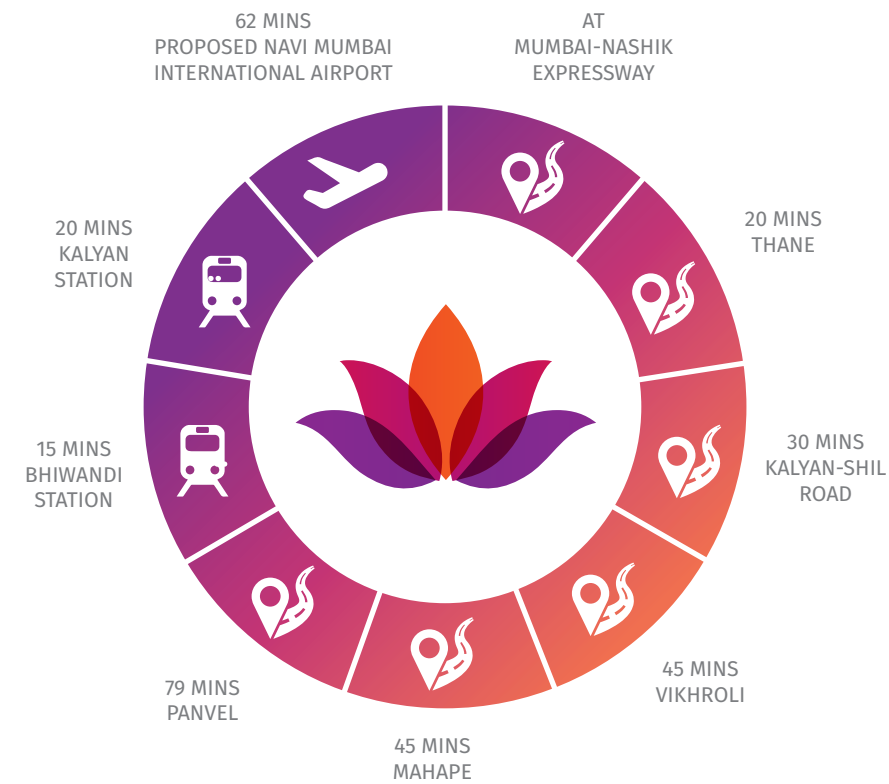 62 MINS
PROPOSED NAVI MUMBAI
INTERNATIONAL AIRPORT
AT
MUMBAI-NASHIK
EXPRESSWAY
20 MINS
THANE
30 MINS
KALYAN-SHIL
ROAD
45 MINS
VIKHROLI
45 MINS
MAHAPE
79 MINS
PANVEL
15 MINS
BHIWANDI
STATION
20 MINS
KALYAN
STATION